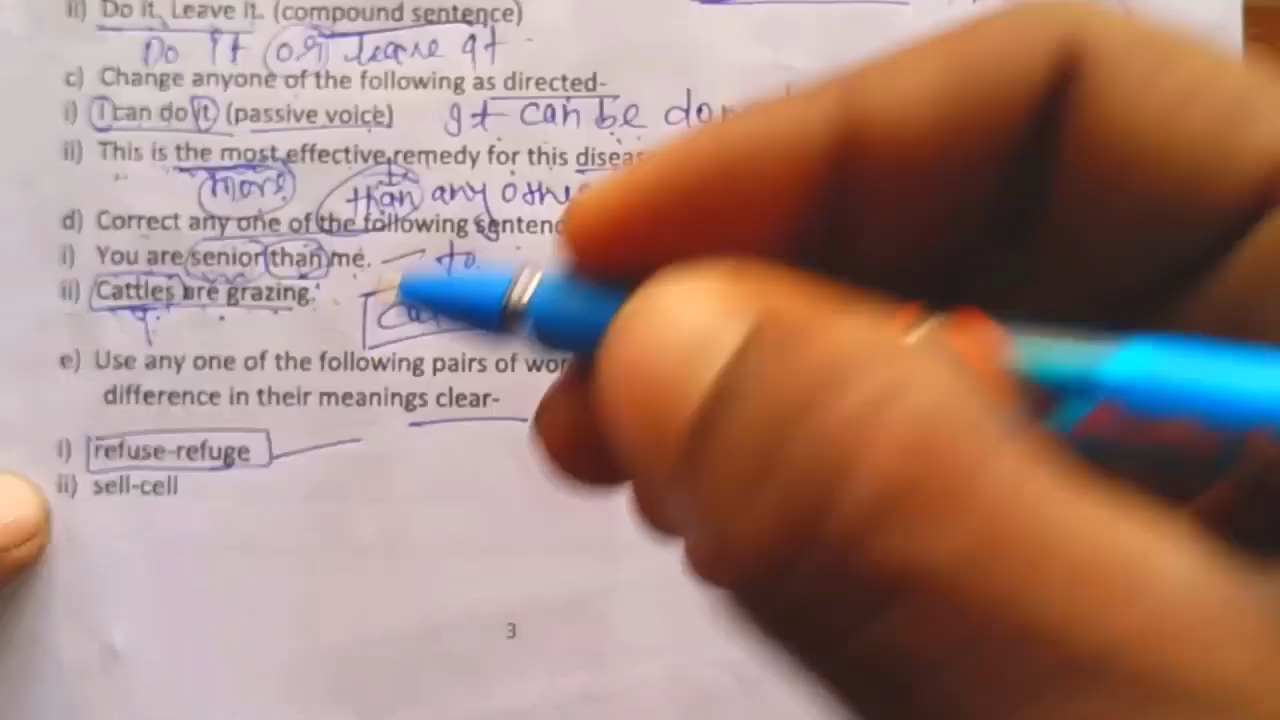 ii) Do it, Leave it. (compound sentence)
Do it or leave it
c) Change anyone of the following as directed-
i) I can do it (passive voice) It can be
ii) This is the most effective remedy for this
more than any
d) Correct any one of the following
i) You are senior than me. - to
ii) Cattles are grazing.
e) Use any one of the following pairs of
difference in their meanings clear-
i) refuse-refuge
ii) sell-cell
3